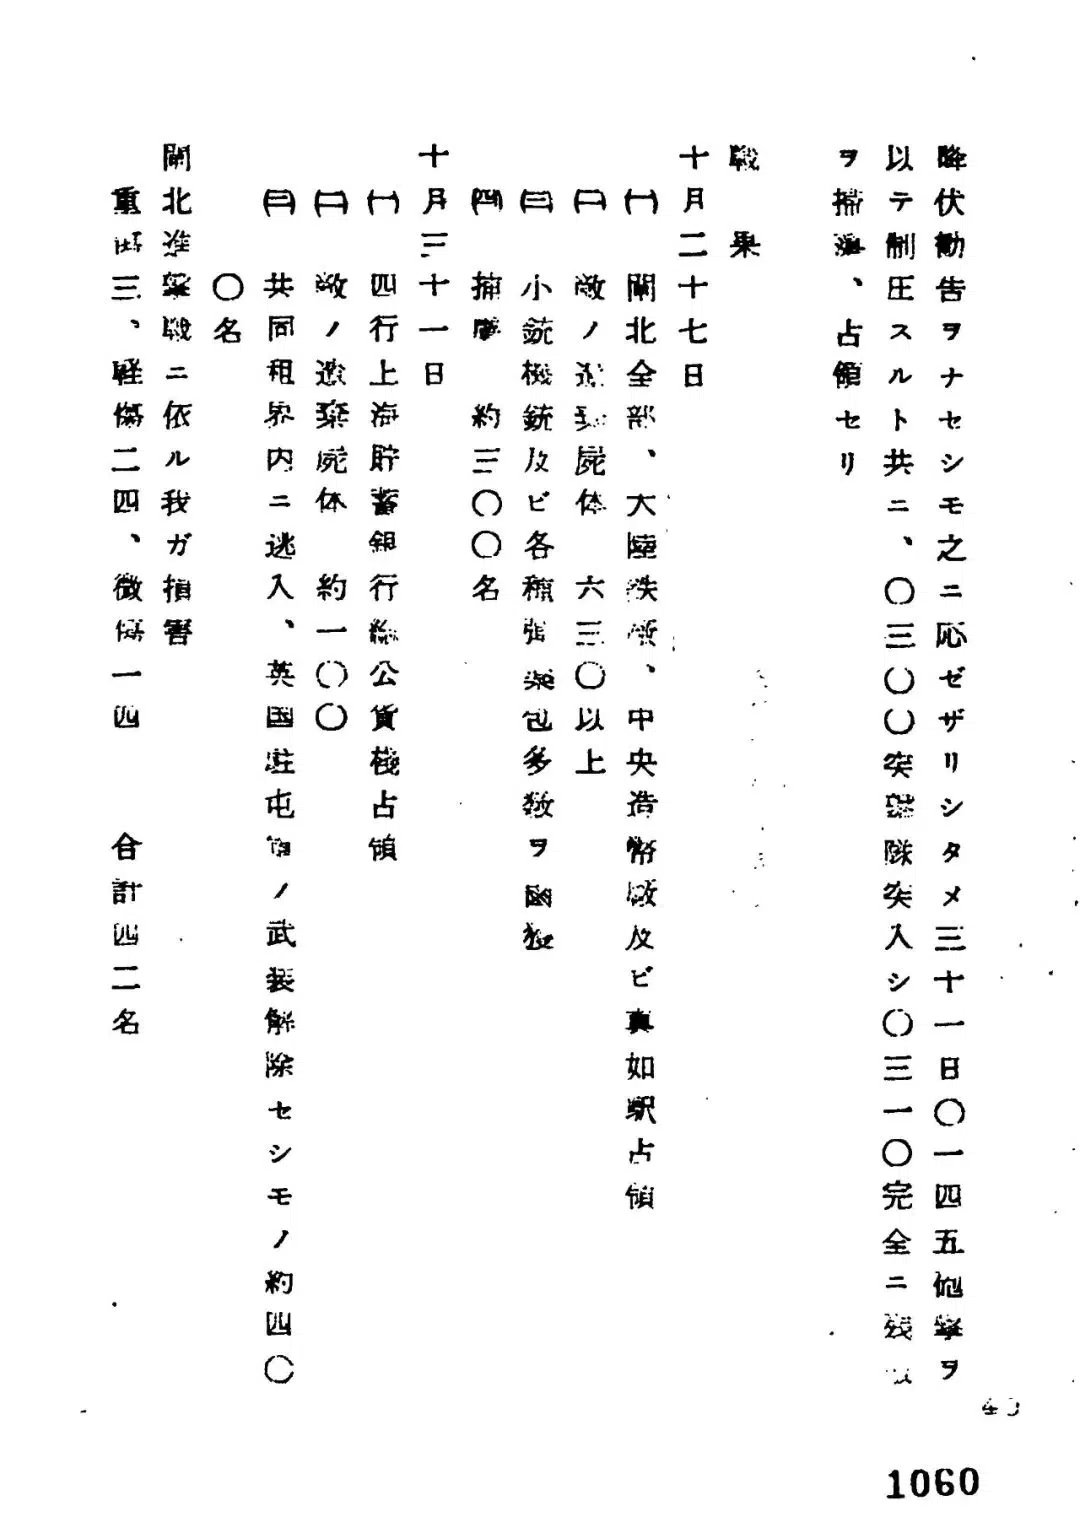 降伏勧告ヲナセシモ之ニ応ゼザリシタメ三十一日〇一四五砲撃ヲ
以テ制圧スルト共ニ、〇三〇〇突撃隊突入シ〇三一〇完全ニ残敵
ヲ掃蕩、占領セリ
戦果
十月二十七日
(一) 閘北全部、大陸鉄廠、中央造幣廠及ビ真如駅占領
(二) 敵ノ遺棄屍体 六三〇以上
(三) 小銃機銃及ビ各種弾薬包多数ヲ鹵獲
(四) 捕虜 約三〇〇名
十月三十一日
(一) 四行上海貯蓄銀行総公貨桟占領
(二) 敵ノ遺棄屍体 約一〇〇
(三) 共同租界内ニ逃入、英国駐屯軍ノ武装解除セシモノ約四〇
〇名
閘北進撃戦ニ依ル我ガ損害
重傷三、軽傷二四、微傷一四 合計四二名
1060